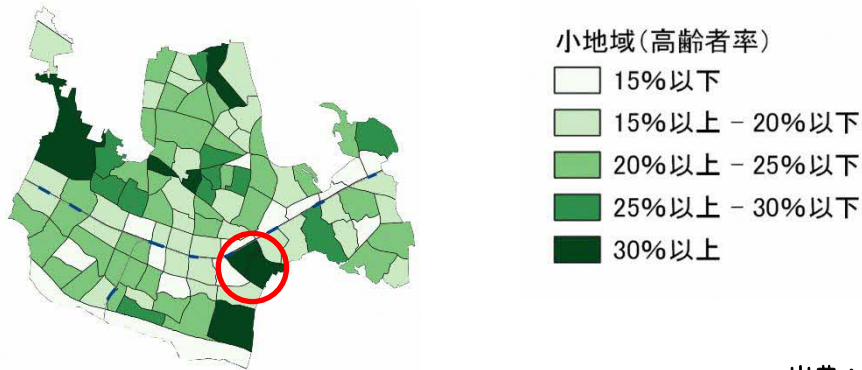 小地域(高齢者率)
15%以下
15%以上 - 20%以下
20%以上 - 25%以下
25%以上 - 30%以下
30%以上